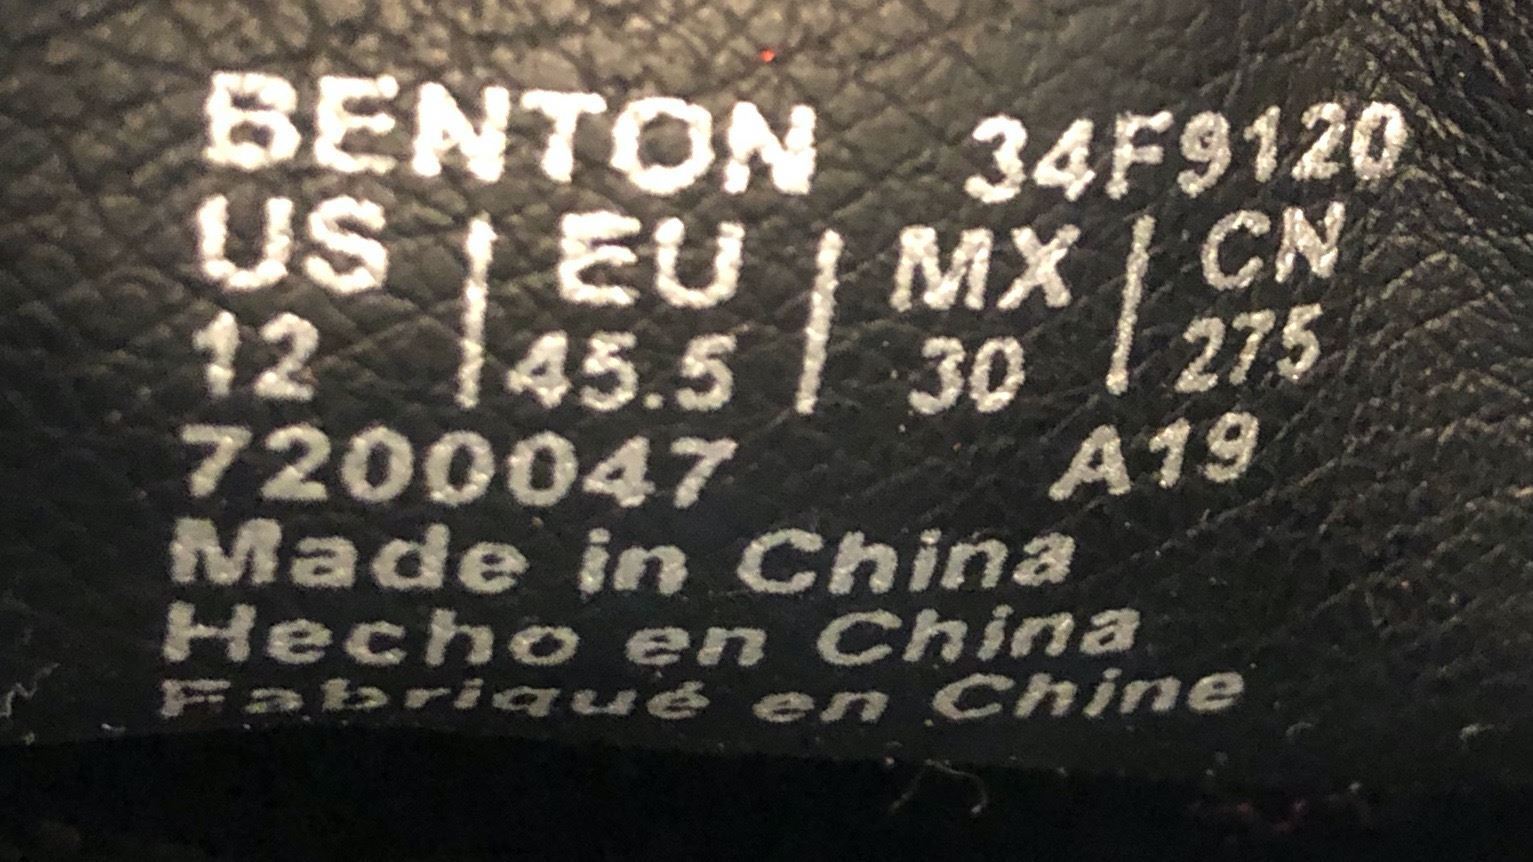 BENTON 34F9120
US | EU | MX | CN
12 | 45.5 | 30 | 275
7200047 A19
Made in China
Hecho en China
Fabriqué en Chine